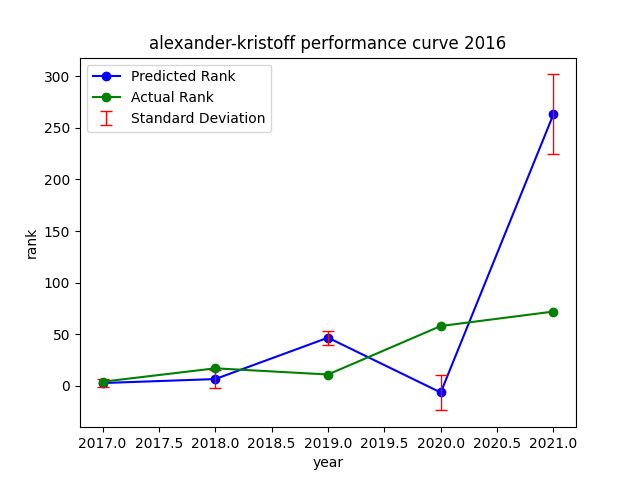 alexander-kristoff performance curve 2016
Predicted Rank
Actual Rank
Standard Deviation
rank
300
250
200
150
100
50
0
2017.0 2017.5 2018.0 2018.5 2019.0 2019.5 2020.0 2020.5 2021.0
year